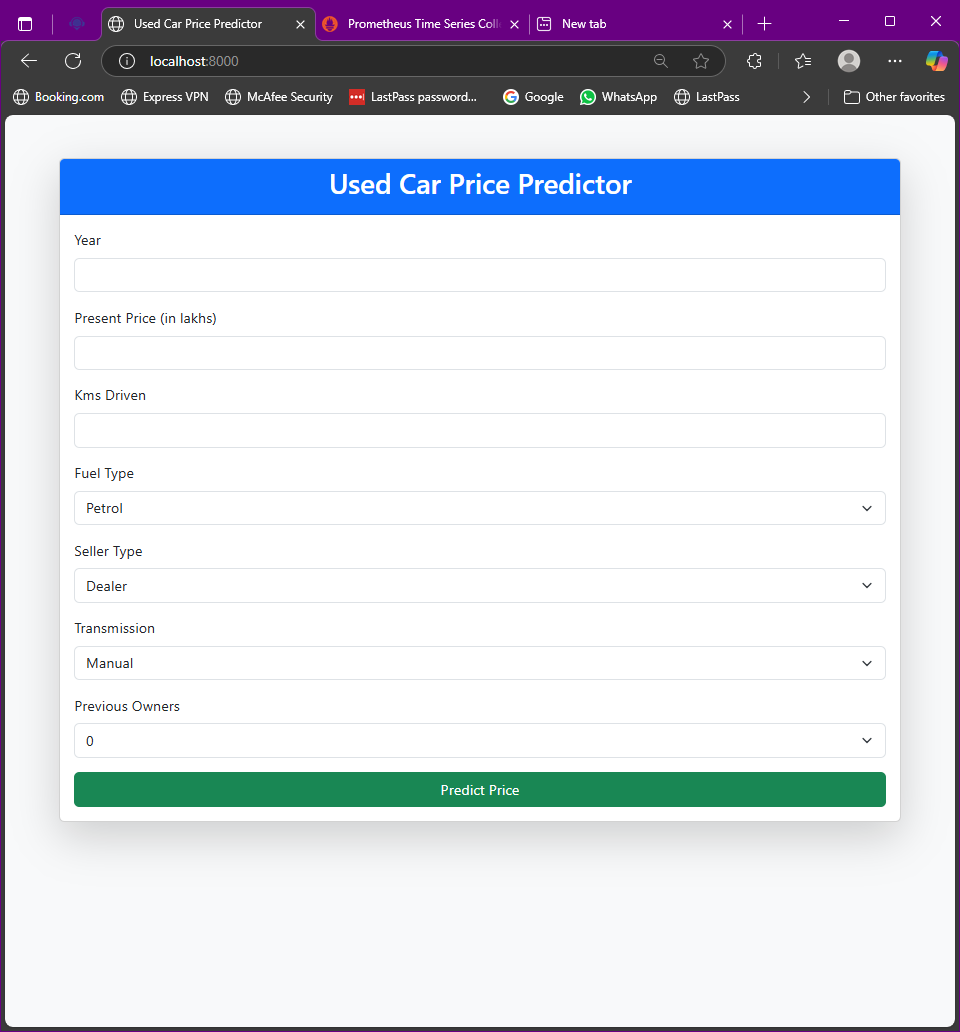 Used Car Price Predictor
Prometheus Time Series Coll
New tab
localhost:8000
Booking.com
Express VPN
McAfee Security
LastPass password...
Google
WhatsApp
LastPass
Other favorites
Used Car Price Predictor
Year
Present Price (in lakhs)
Kms Driven
Fuel Type
Petrol
Seller Type
Dealer
Transmission
Manual
Previous Owners
0
Predict Price